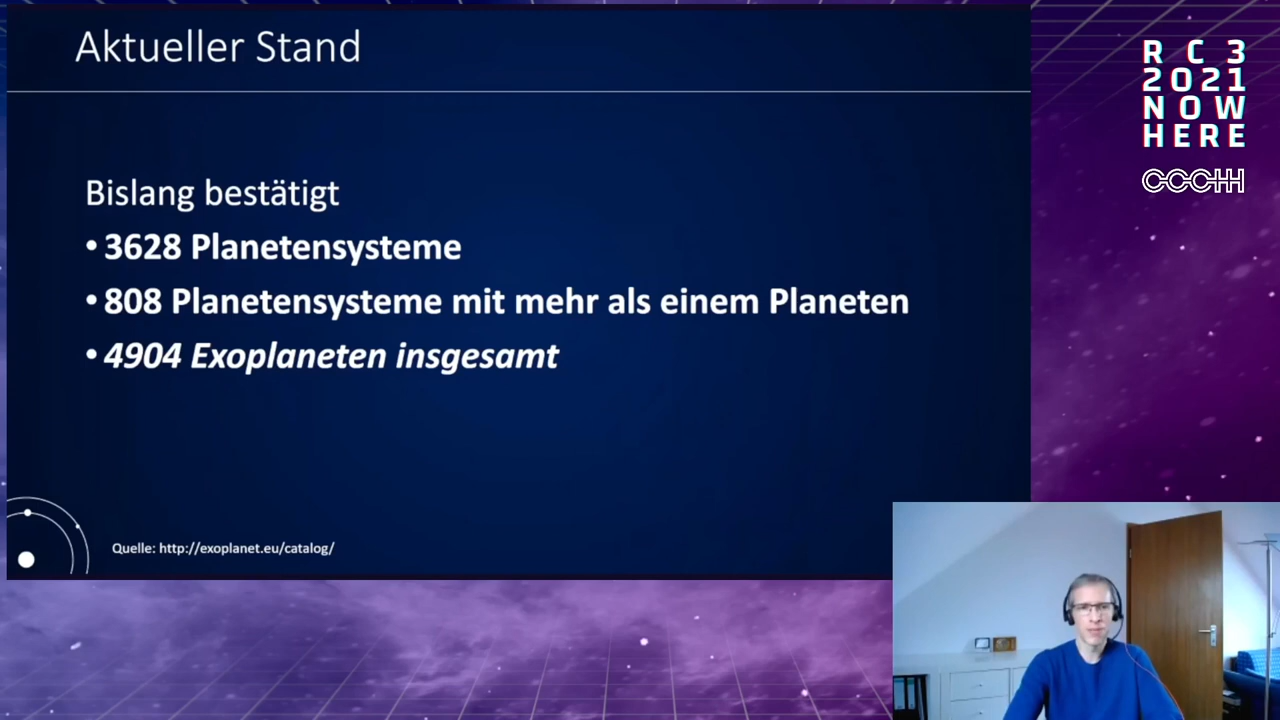 Aktueller Stand
Bislang bestätigt
• 3628 Planetensysteme
• 808 Planetensysteme mit mehr als einem Planeten
• 4904 Exoplaneten insgesamt
Quelle: http://exoplanet.eu/catalog/
R C 3
2021
NOW
HERE
CCCHH